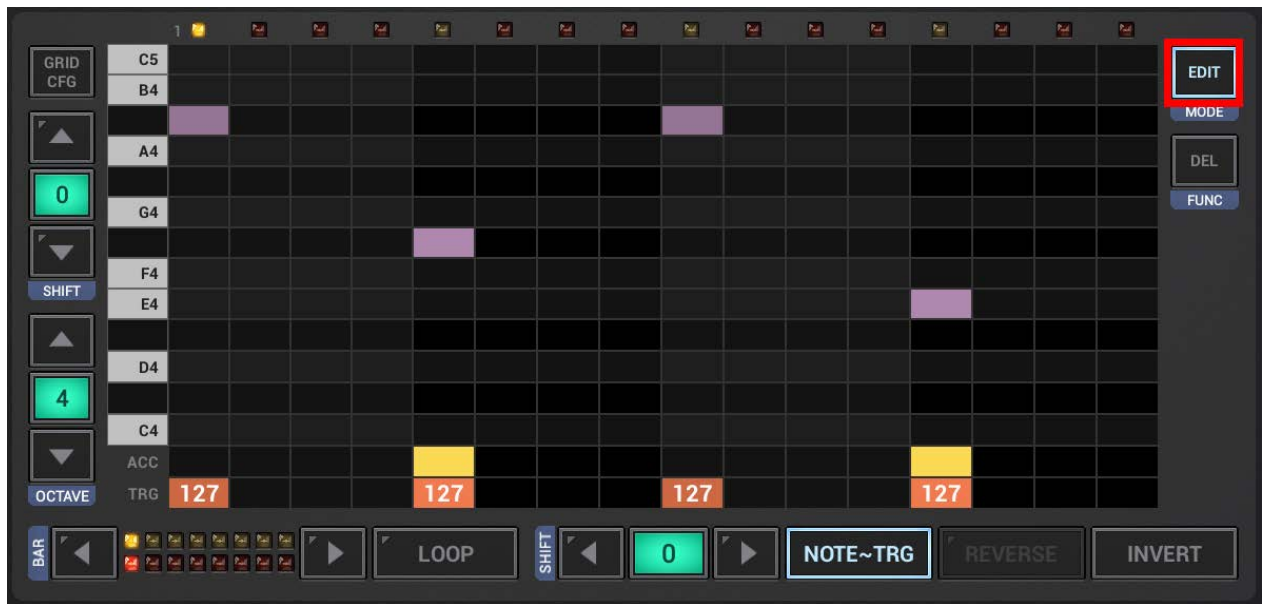 1
GRID
CFG
C5
EDIT
B4
MODE
A4
DEL
0
G4
FUNC
F4
SHIFT
E4
D4
4
C4
ACC
OCTAVE
TRG 127 127 127 127
BAR
LOOP
SHIFT
0
NOTE~TRG
REVERSE
INVERT